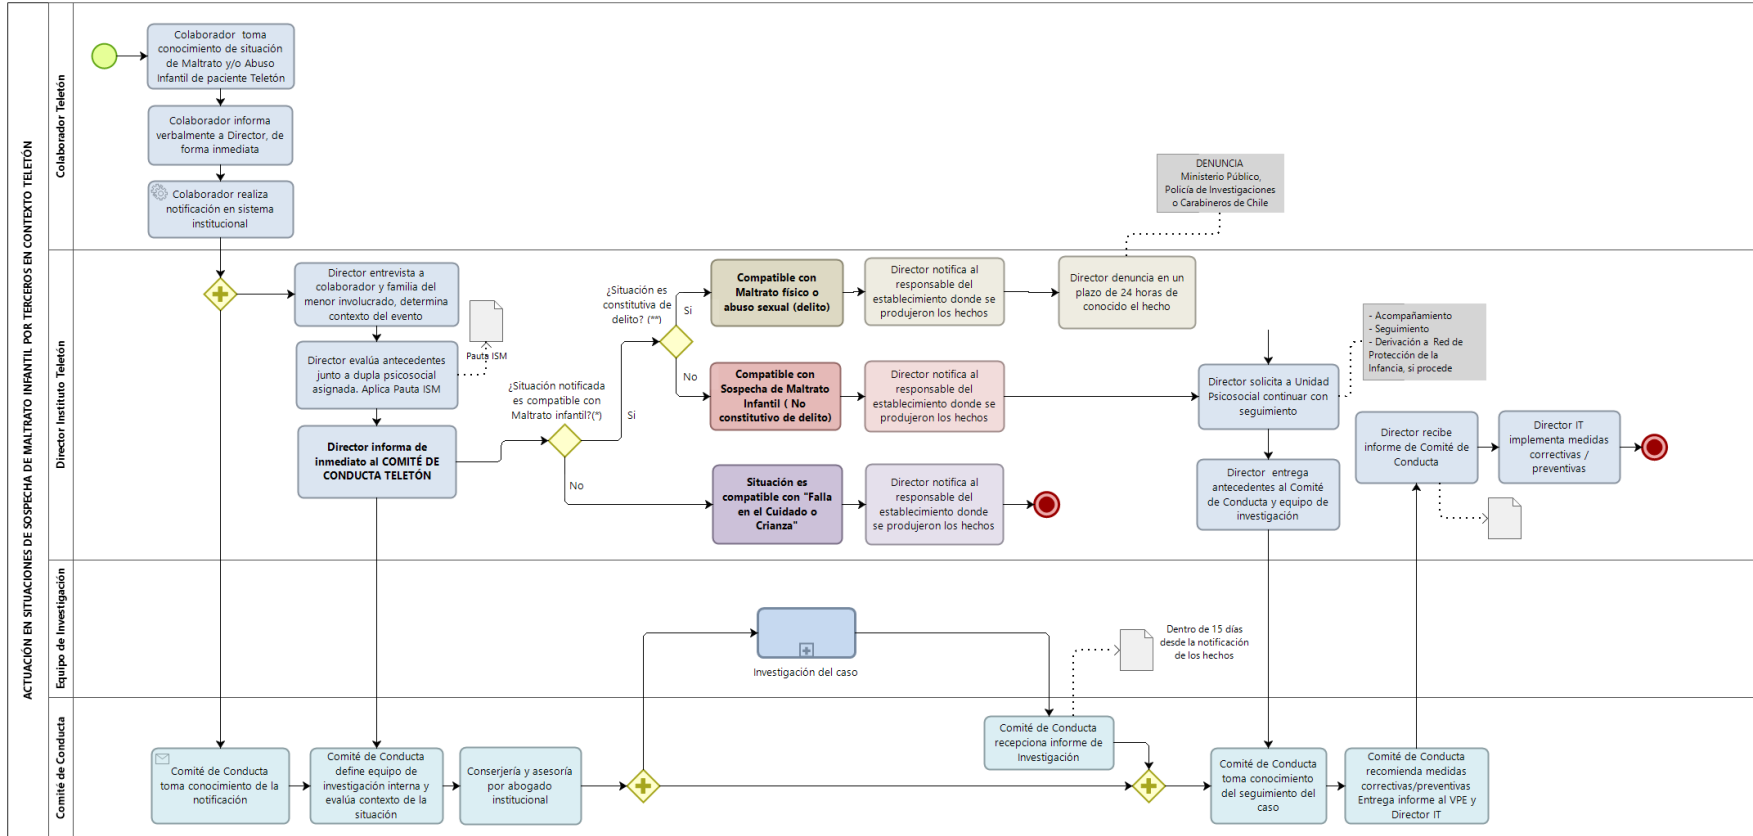 ACTUACIÓN EN SITUACIONES DE SOSPECHA DE MALTRATO INFANTIL POR TERCEROS EN CONTEXTO TELETÓN
Colaborador Teletón
Colaborador toma
conocimiento de situación
de Maltrato y/o Abuso
Infantil de paciente Teletón
Colaborador informa
verbalmente a Director, de
forma inmediata
Colaborador realiza
notificación en sistema
institucional
DENUNCIA
Ministerio Público,
Policía de Investigaciones
o Carabineros de Chile
Director Instituto Teletón
Director entrevista a
colaborador y familia del
menor involucrado, determina
contexto del evento
Pauta ISM
Director evalúa antecedentes
junto a dupla psicosocial
asignada. Aplica Pauta ISM
Director informa de
inmediato al COMITÉ DE
CONDUCTA TELETÓN
¿Situación notificada
es compatible con
Maltrato infantil?(*)
Si
No
¿Situación es
constitutiva de
delito? (**)
Si
No
Compatible con
Maltrato físico o
abuso sexual (delito)
Director notifica al
responsable del
establecimiento donde se
produjeron los hechos
Director denuncia en un
plazo de 24 horas de
conocido el hecho
Compatible con
Sospecha de Maltrato
Infantil ( No
constitutivo de delito)
Director notifica al
responsable del
establecimiento donde se
produjeron los hechos
Situación es
compatible con "Falla
en el Cuidado o
Crianza"
Director notifica al
responsable del
establecimiento donde
se produjeron los hechos
- Acompañamiento
- Seguimiento
- Derivación a Red de
Protección de la
Infancia, si procede
Director solicita a Unidad
Psicosocial continuar con
seguimiento
Director entrega
antecedentes al Comité
de Conducta y equipo de
investigación
Director recibe
informe de Comité de
Conducta
Director IT
implementa medidas
correctivas /
preventivas
Equipo de Investigación
Investigación del caso
Dentro de 15 días
desde la notificación
de los hechos
Comité de Conducta
Comité de Conducta
toma conocimiento de la
notificación
Comité de Conducta
define equipo de
investigación interna y
evalúa contexto de la
situación
Conserjería y asesoría
por abogado
institucional
Comité de Conducta
recepciona informe de
Investigación
Comité de Conducta
toma conocimiento
del seguimiento del
caso
Comité de Conducta
recomienda medidas
correctivas/preventivas
Entrega informe al VPE y
Director IT